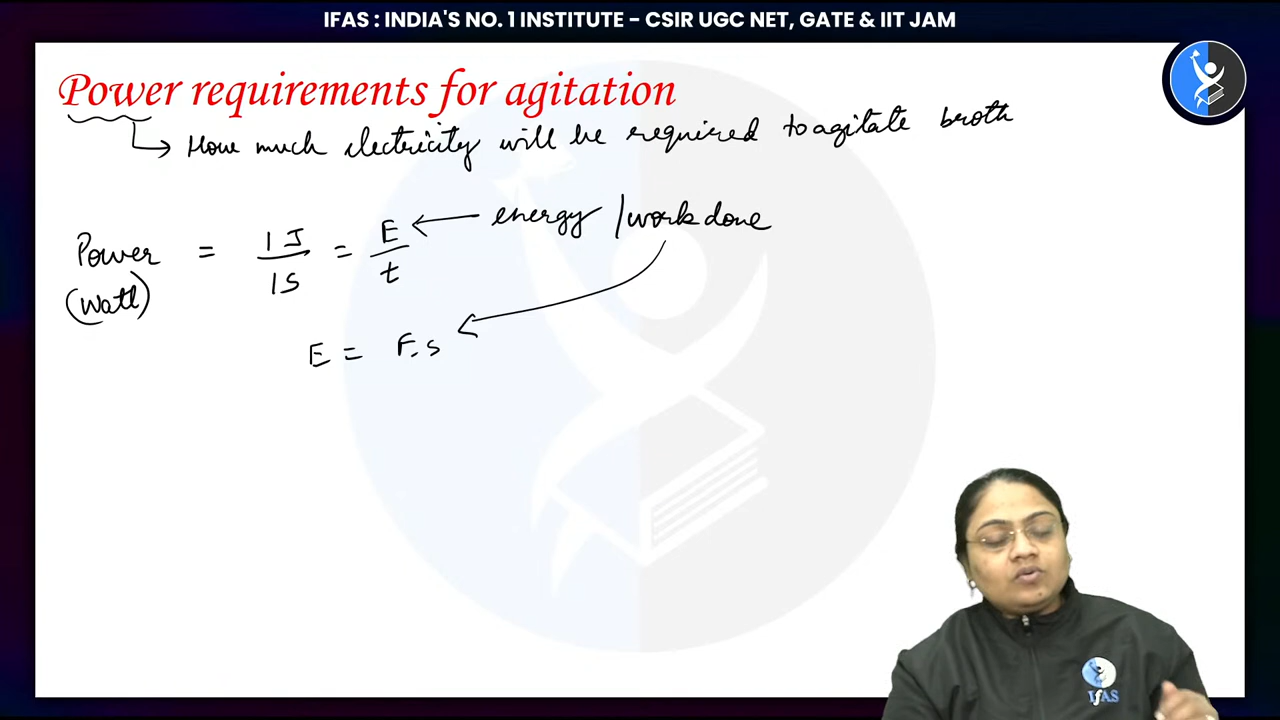 IFAS : INDIA'S NO. 1 INSTITUTE - CSIR UGC NET, GATE & IIT JAM
Power requirements for agitation
How much electricity will be required to agitate broth
Power (Watt) = 1J / 1S = E / t ← energy / work done
E = F.s
IFAS